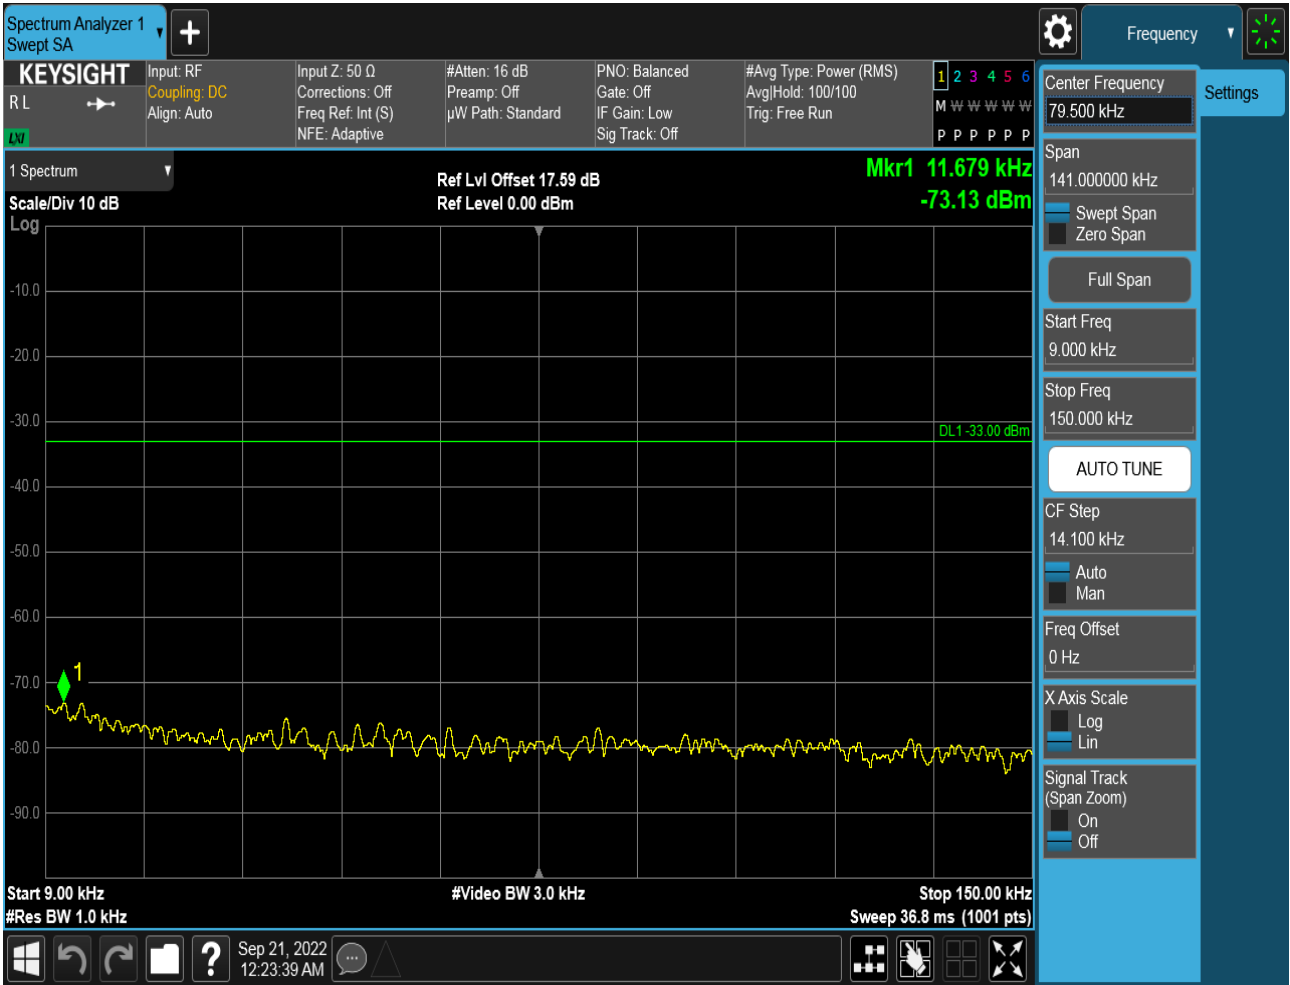 Spectrum Analyzer 1
Swept SA
+
Frequency
KEYSIGHT
R L
LXI
Input: RF
Coupling: DC
Align: Auto
Input Z: 50 Ω
Corrections: Off
Freq Ref: Int (S)
NFE: Adaptive
#Atten: 16 dB
Preamp: Off
µW Path: Standard
PNO: Balanced
Gate: Off
IF Gain: Low
Sig Track: Off
#Avg Type: Power (RMS)
Avg|Hold: 100/100
Trig: Free Run
1 2 3 4 5 6
M W W W W W
P P P P P P
1 Spectrum
Scale/Div 10 dB
Log
Ref Lvl Offset 17.59 dB
Ref Level 0.00 dBm
Mkr1 11.679 kHz
-73.13 dBm
-10.0
-20.0
-30.0
DL1 -33.00 dBm
-40.0
-50.0
-60.0
1
-70.0
-80.0
-90.0
Start 9.00 kHz
#Video BW 3.0 kHz
Stop 150.00 kHz
#Res BW 1.0 kHz
Sweep 36.8 ms (1001 pts)
Center Frequency
79.500 kHz
Settings
Span
141.000000 kHz
Swept Span
Zero Span
Full Span
Start Freq
9.000 kHz
Stop Freq
150.000 kHz
AUTO TUNE
CF Step
14.100 kHz
Auto
Man
Freq Offset
0 Hz
X Axis Scale
Log
Lin
Signal Track
(Span Zoom)
On
Off
?
Sep 21, 2022
12:23:39 AM